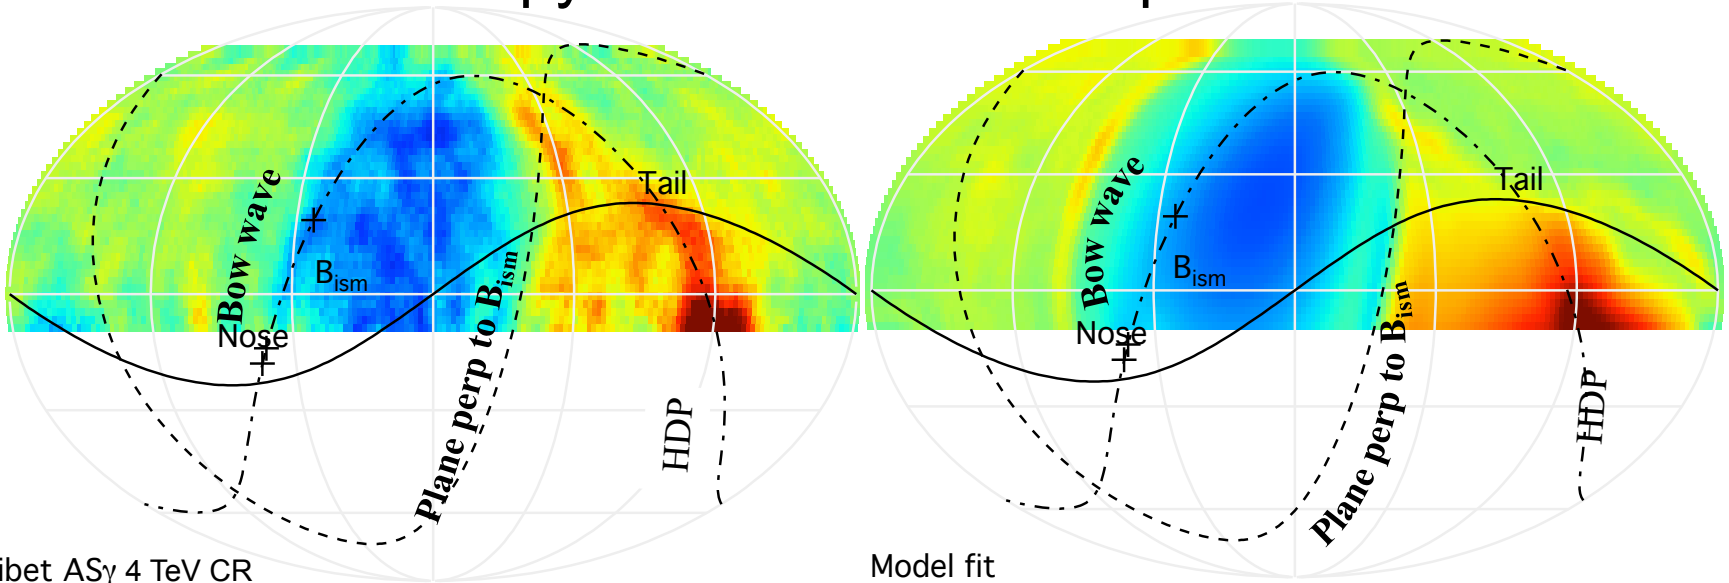 Bow wave
Tail
B_ism
Nose
Plane perp to B_ism
HDP
ibet ASγ 4 TeV CR
Bow wave
Tail
B_ism
Nose
Plane perp to B_ism
HDP
Model fit